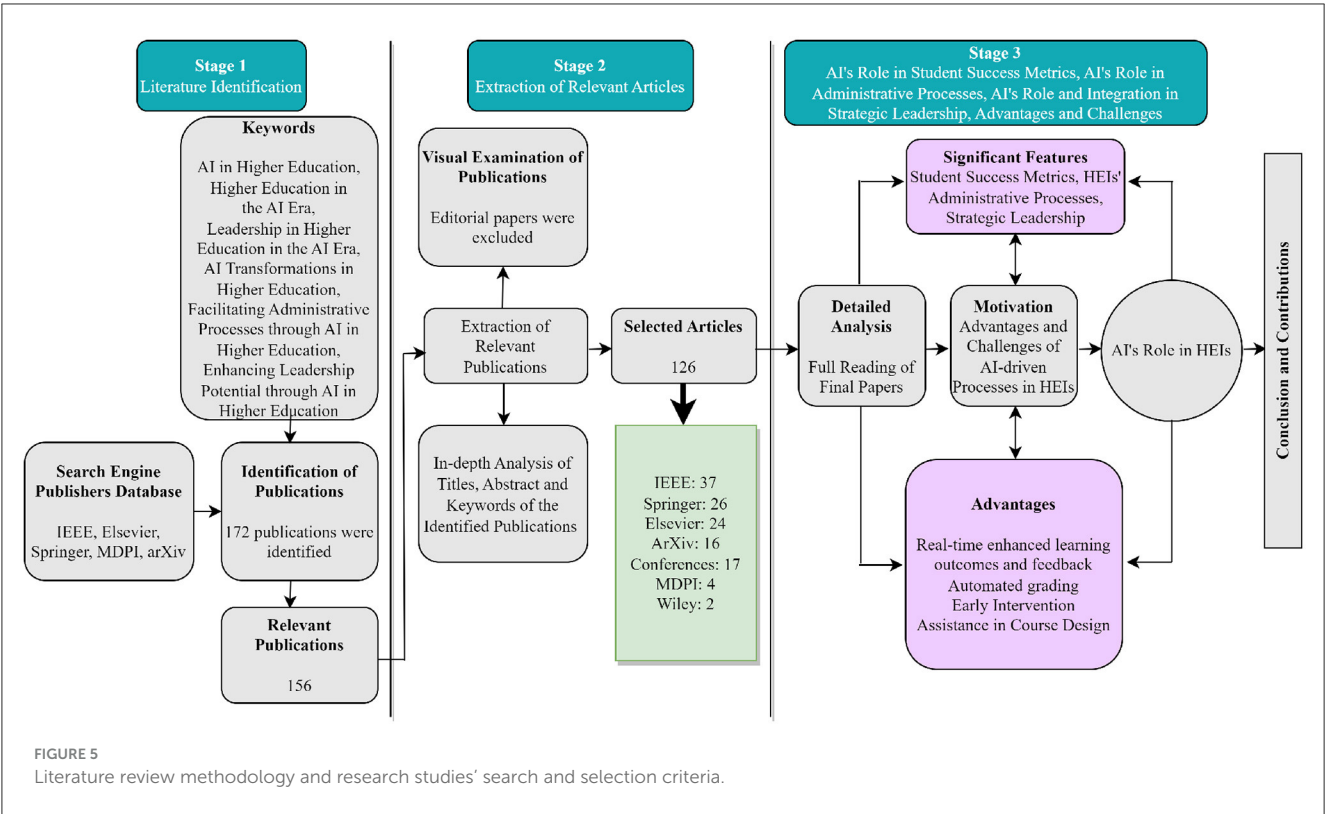 Stage 1
Literature Identification
Keywords
AI in Higher Education,
Higher Education in
the AI Era,
Leadership in Higher
Education in the AI Era,
AI Transformations in
Higher Education,
Facilitating Administrative
Processes through AI in
Higher Education,
Enhancing Leadership
Potential through AI in
Higher Education
Search Engine
Publishers Database
IEEE, Elsevier,
Springer, MDPI, arXiv
Identification of
Publications
172 publications were
identified
Relevant
Publications
156
Stage 2
Extraction of Relevant Articles
Visual Examination of
Publications
Editorial papers were
excluded
Extraction of
Relevant
Publications
In-depth Analysis of
Titles, Abstract and
Keywords of the
Identified Publications
Selected Articles
126
IEEE: 37
Springer: 26
Elsevier: 24
ArXiv: 16
Conferences: 17
MDPI: 4
Wiley: 2
Stage 3
AI's Role in Student Success Metrics, AI's Role in
Administrative Processes, AI's Role and Integration in
Strategic Leadership, Advantages and Challenges
Significant Features
Student Success Metrics, HEIs'
Administrative Processes,
Strategic Leadership
Detailed
Analysis
Full Reading of
Final Papers
Motivation
Advantages and
Challenges of
AI-driven
Processes in HEIs
AI's Role in HEIs
Advantages
Real-time enhanced learning
outcomes and feedback
Automated grading
Early Intervention
Assistance in Course Design
Conclusion and Contributions
FIGURE 5
Literature review methodology and research studies' search and selection criteria.